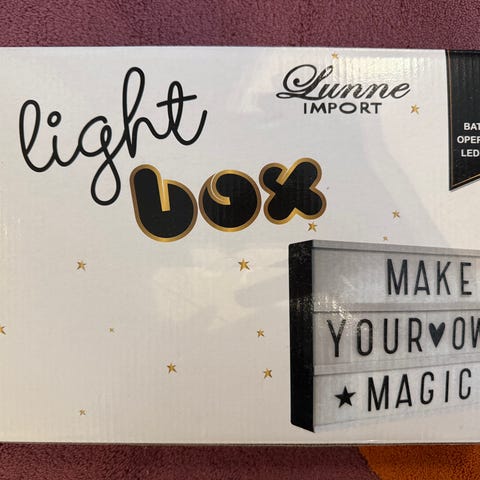 light
box
Lunne
IMPORT
BAT
OPER
LED
MAKE
YOUR♥OW
★MAGIC